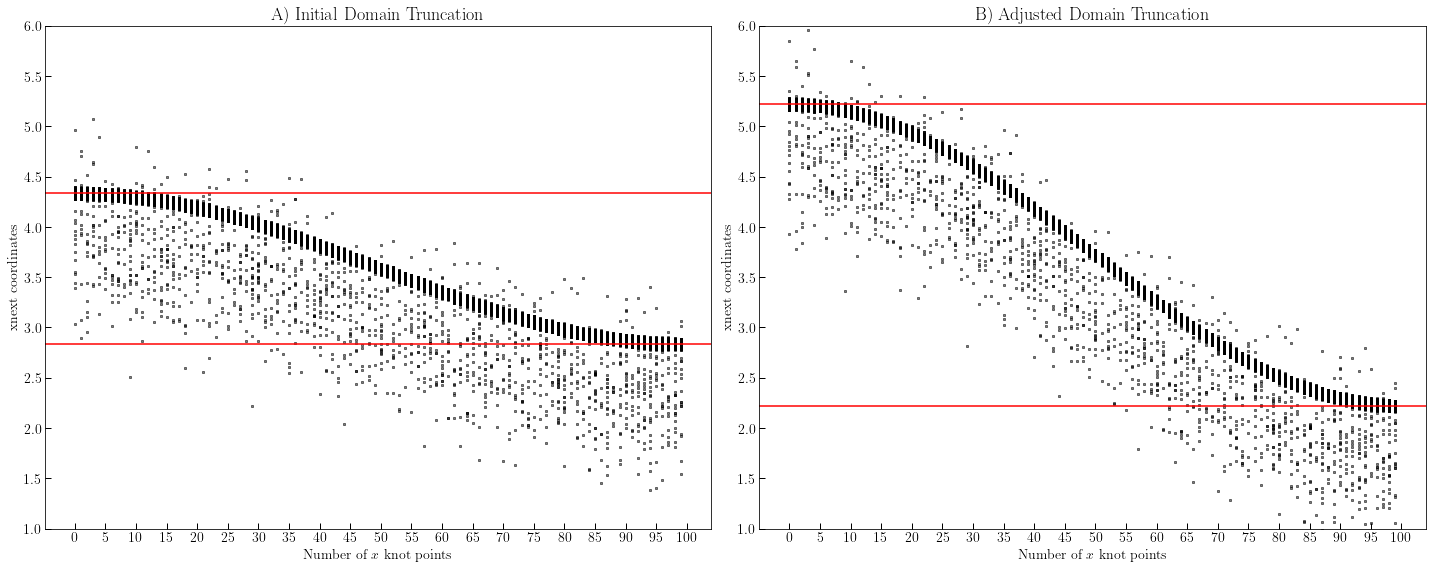 A) Initial Domain Truncation
6.0
5.5
5.0
4.5
4.0
3.5
3.0
2.5
2.0
1.5
1.0
xnext coordinates
0 5 10 15 20 25 30 35 40 45 50 55 60 65 70 75 80 85 90 95 100
Number of x knot points
B) Adjusted Domain Truncation
6.0
5.5
5.0
4.5
4.0
3.5
3.0
2.5
2.0
1.5
1.0
xnext coordinates
0 5 10 15 20 25 30 35 40 45 50 55 60 65 70 75 80 85 90 95 100
Number of x knot points